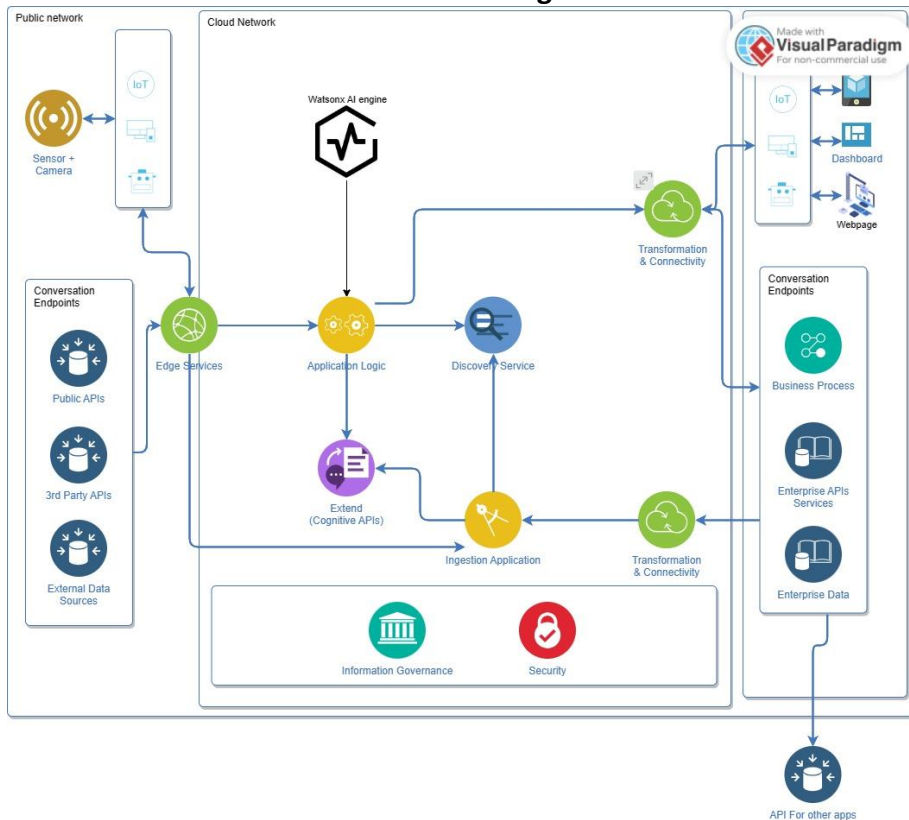 Public network
Cloud Network
Made with
Visual Paradigm
For non-commercial use
IoT
IoT
Watsonx AI engine
Sensor +
Camera
Dashboard
Webpage
Transformation
& Connectivity
Conversation
Endpoints
Conversation
Endpoints
Edge Services
Application Logic
Discovery Service
Public APIs
Business Process
3rd Party APIs
Extend
(Cognitive APIs)
Enterprise APIs
Services
Ingestion Application
Transformation
& Connectivity
External Data
Sources
Enterprise Data
Information Governance
Security
API For other apps